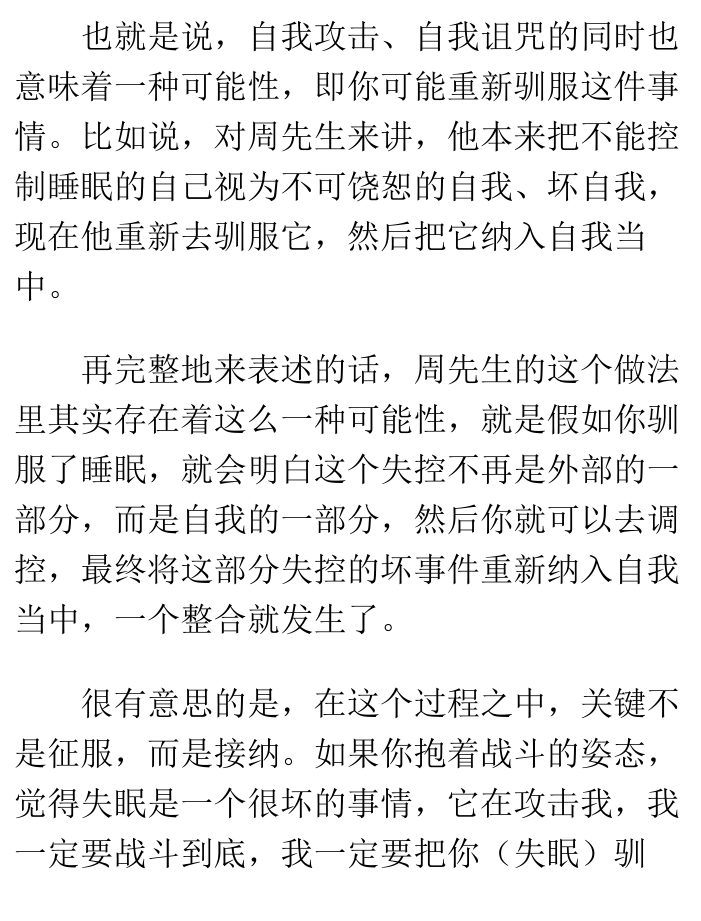 也就是说，自我攻击、自我诅咒的同时也
意味着一种可能性，即你可能重新驯服这件事
情。比如说，对周先生来讲，他本来把不能控
制睡眠的自己视为不可饶恕的自我、坏自我，
现在他重新去驯服它，然后把它纳入自我当
中。
再完整地来表述的话，周先生的这个做法
里其实存在着这么一种可能性，就是假如你驯
服了睡眠，就会明白这个失控不再是外部的一
部分，而是自我的一部分，然后你就可以去调
控，最终将这部分失控的坏事件重新纳入自我
当中，一个整合就发生了。
很有意思的是，在这个过程之中，关键不
是征服，而是接纳。如果你抱着战斗的姿态，
觉得失眠是一个很坏的事情，它在攻击我，我
一定要战斗到底，我一定要把你（失眠）驯